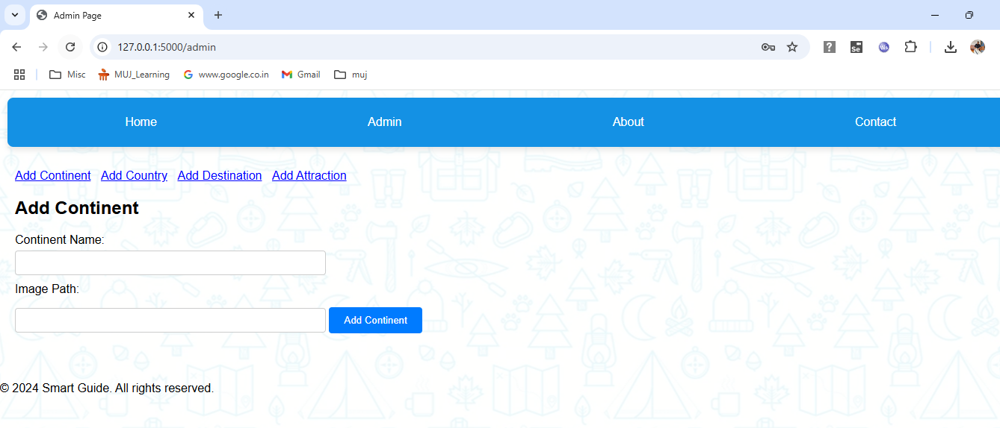 Admin Page
127.0.0.1:5000/admin
Misc MUJ_Learning www.google.co.in Gmail muj
Home Admin About Contact
Add Continent Add Country Add Destination Add Attraction
Add Continent
Continent Name:
Image Path:
Add Continent
© 2024 Smart Guide. All rights reserved.